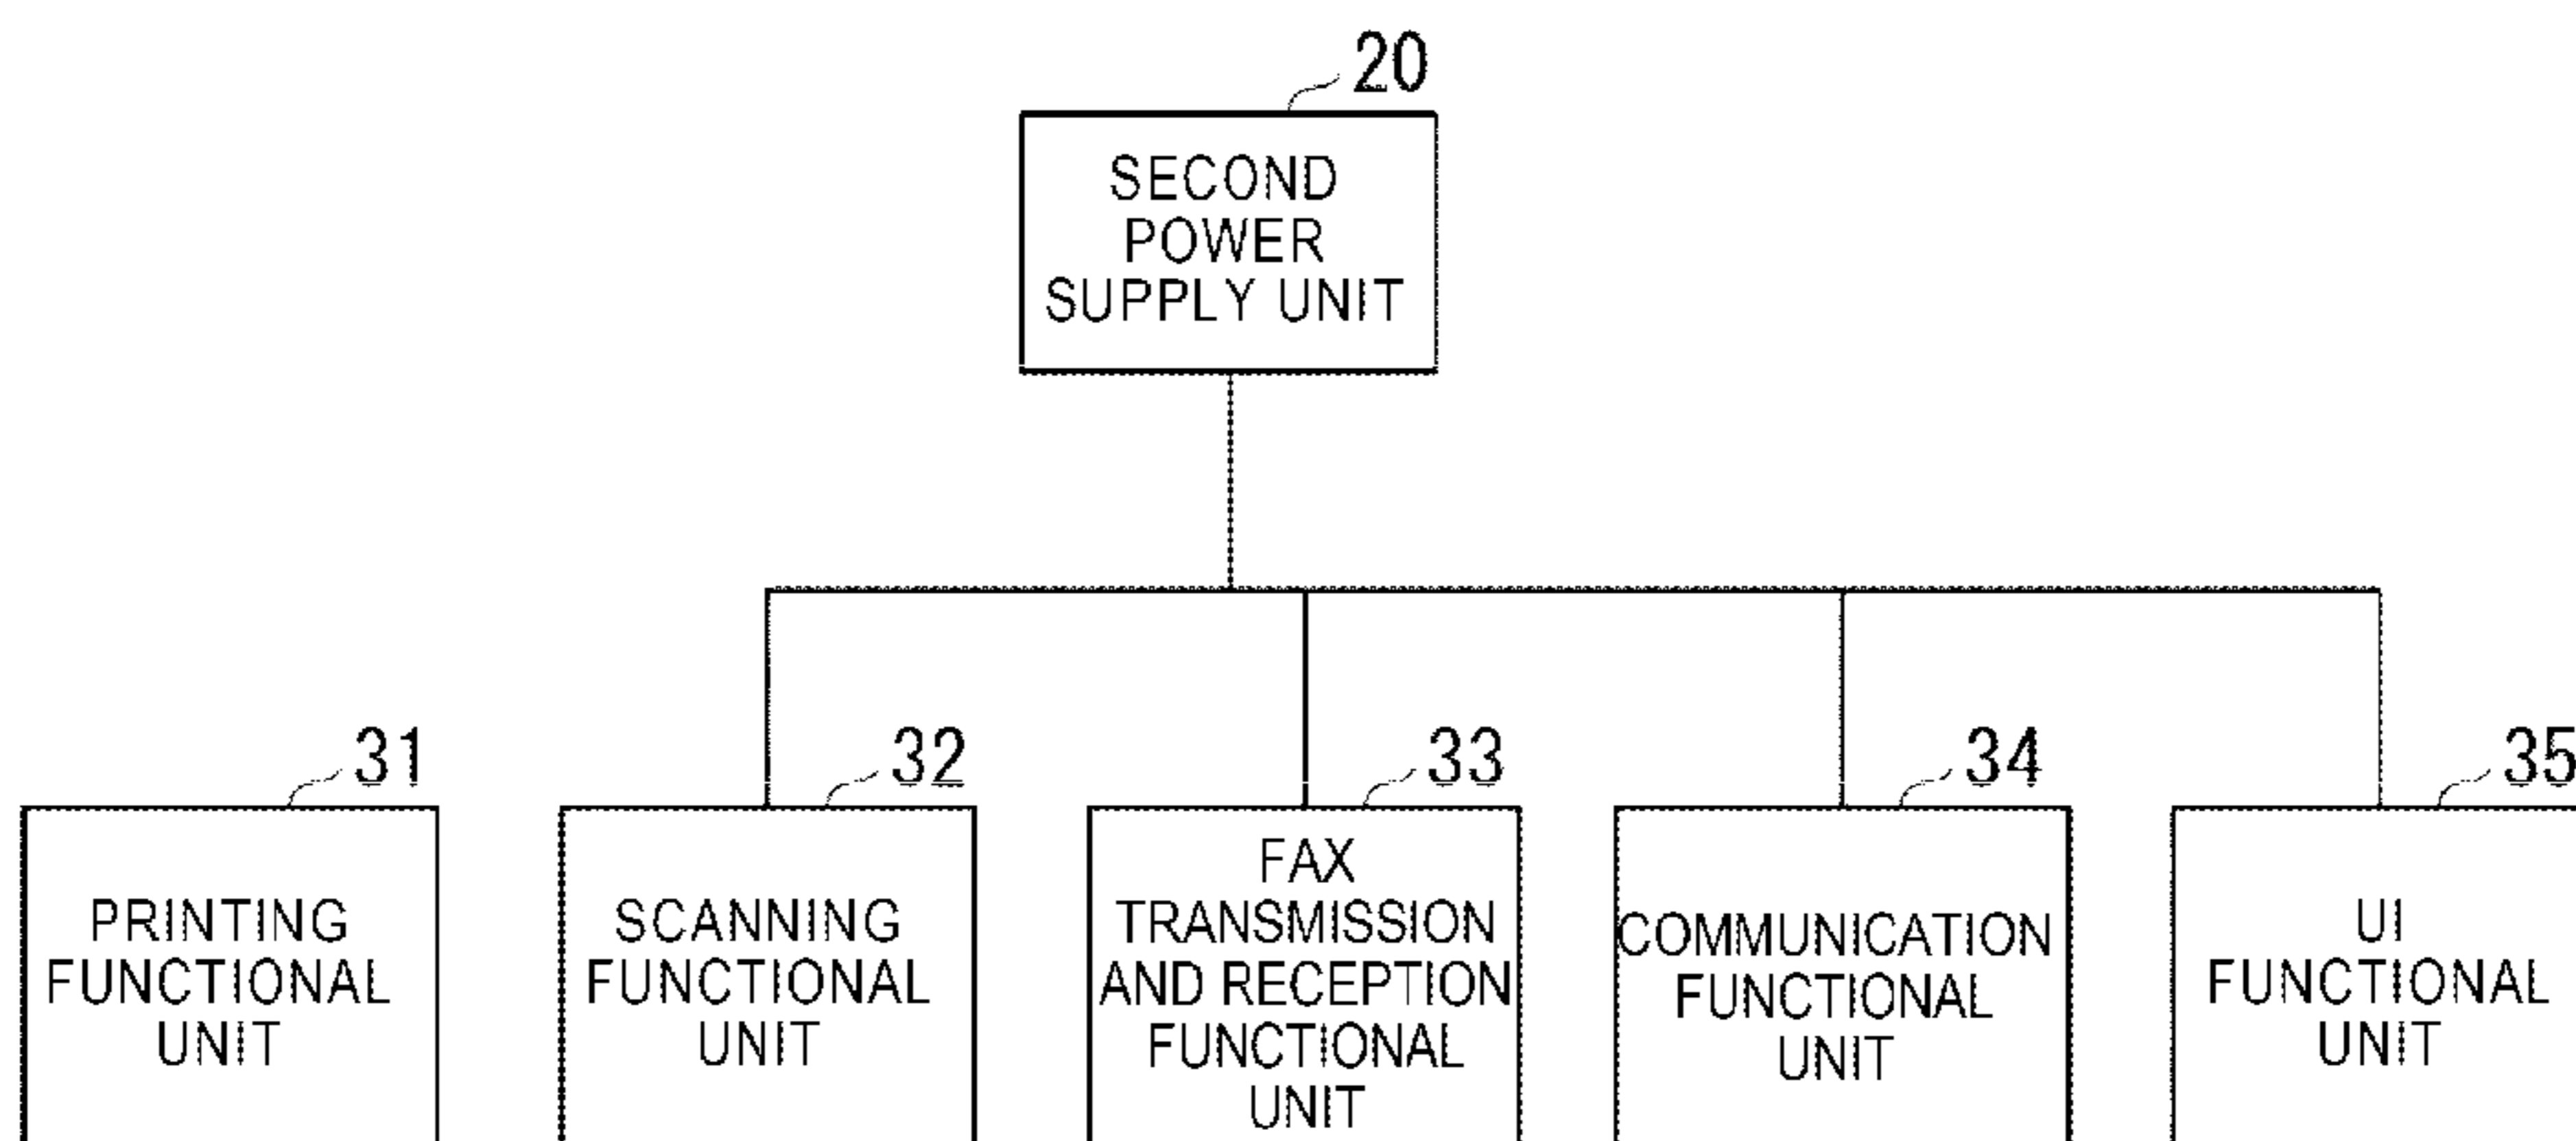 20
SECOND
POWER
SUPPLY UNIT
31
PRINTING
FUNCTIONAL
UNIT
32
SCANNING
FUNCTIONAL
UNIT
33
FAX
TRANSMISSION
AND RECEPTION
FUNCTIONAL
UNIT
34
COMMUNICATION
FUNCTIONAL
UNIT
35
UI
FUNCTIONAL
UNIT